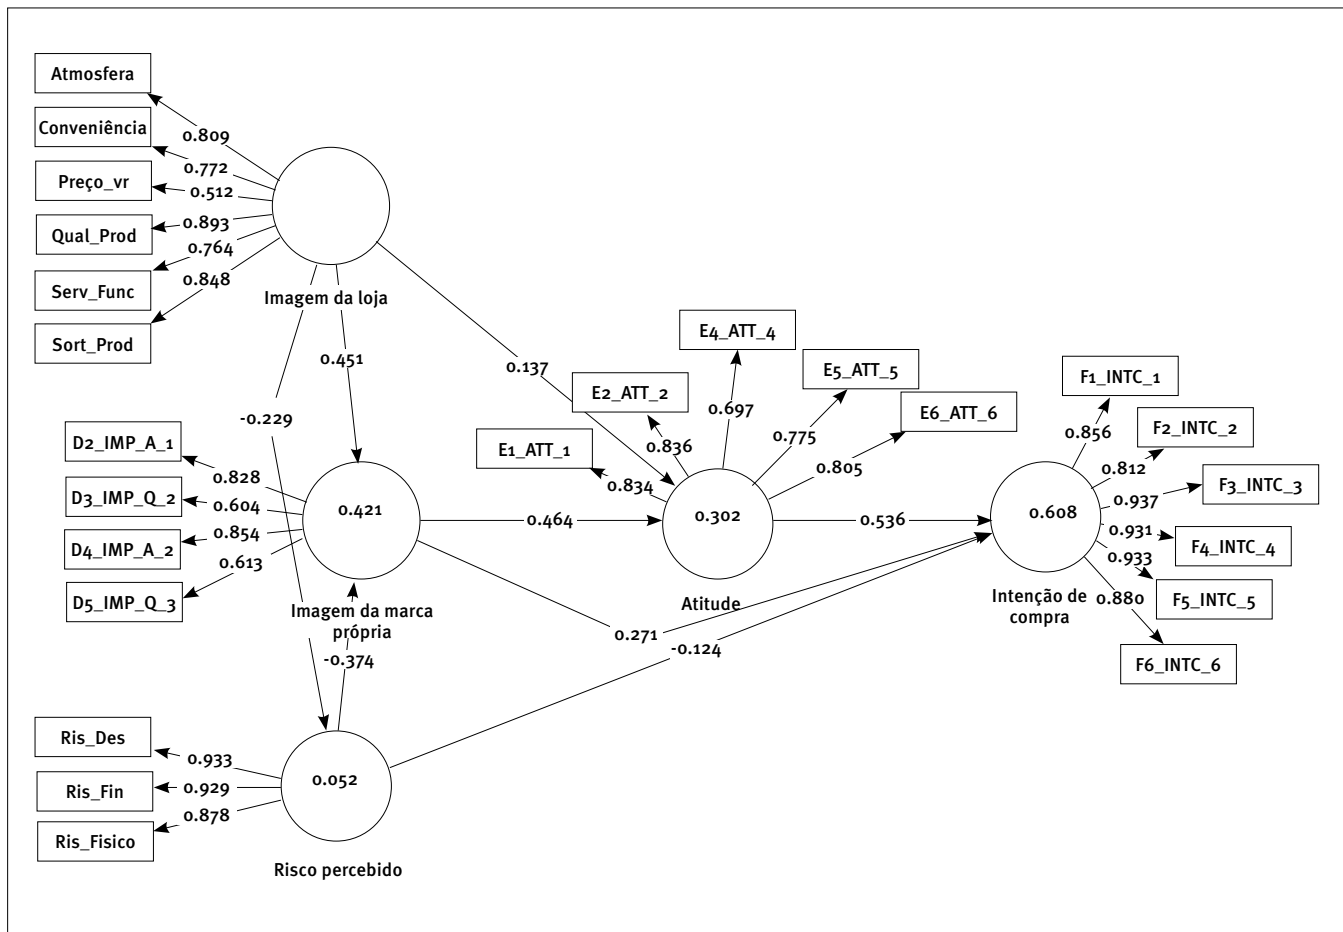 Atmosfera
0.809
Conveniência
0.772
Preço_vr
0.512
Qual_Prod
0.893
0.764
Serv_Func
0.848
Sort_Prod
Imagem da loja
0.451
0.137
-0.229
E4_ATT_4
0.697
E2_ATT_2
0.836
E5_ATT_5
0.775
E6_ATT_6
0.805
E1_ATT_1
0.834
F1_INTC_1
0.856
F2_INTC_2
0.812
F3_INTC_3
0.937
0.931
F4_INTC_4
0.933
F5_INTC_5
0.880
F6_INTC_6
D2_IMP_A_1
0.828
D3_IMP_Q_2
0.604
0.854
D4_IMP_A_2
0.613
D5_IMP_Q_3
0.421
0.464
0.302
0.536
0.608
Imagem da marca
própria
Atitude
Intenção de
compra
0.271
-0.124
-0.374
Ris_Des
0.933
Ris_Fin
0.929
0.878
Ris_Fisico
0.052
Risco percebido